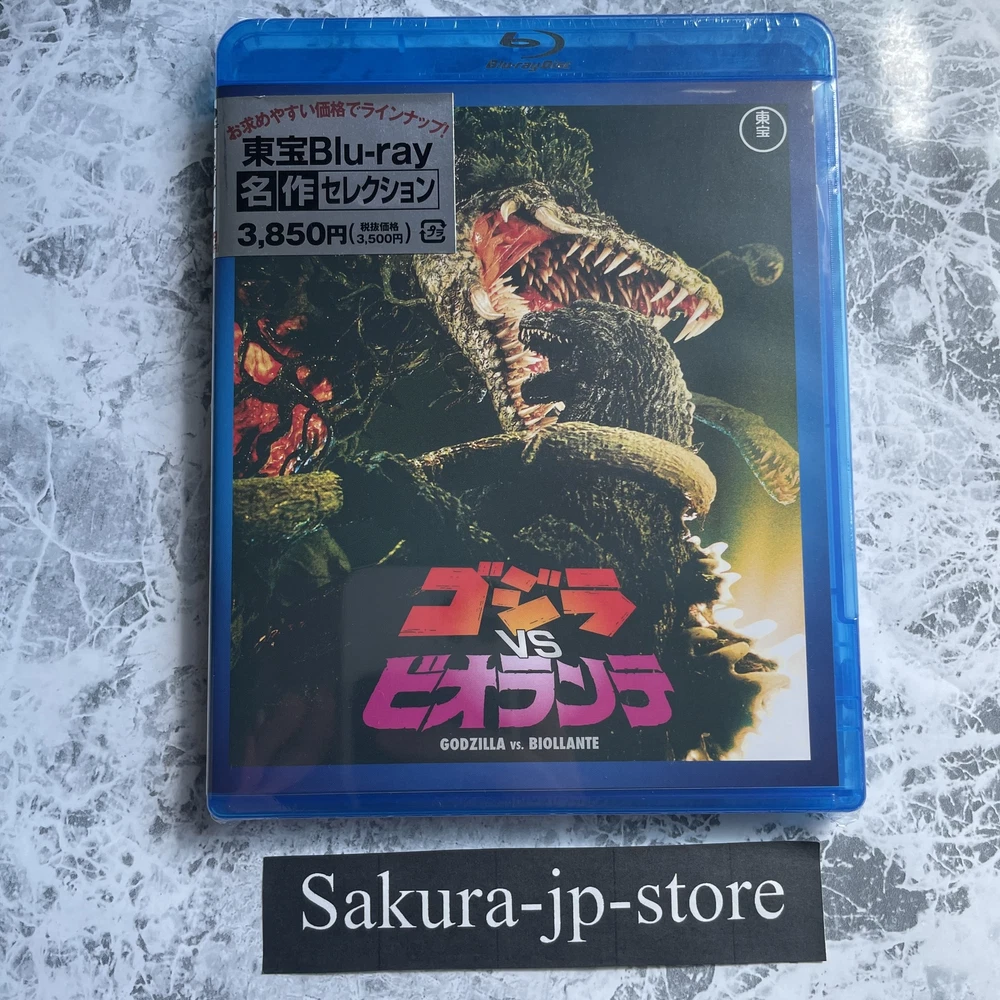 Blu-ray Disc
お求めやすい価格でラインナップ!
東宝Blu-ray
名作セレクション
3,850円(税抜価格3,500円)
プラ
東宝
ゴジラ
VS
ビオランテ
GODZILLA vs. BIOLLANTE
Sakura-jp-store